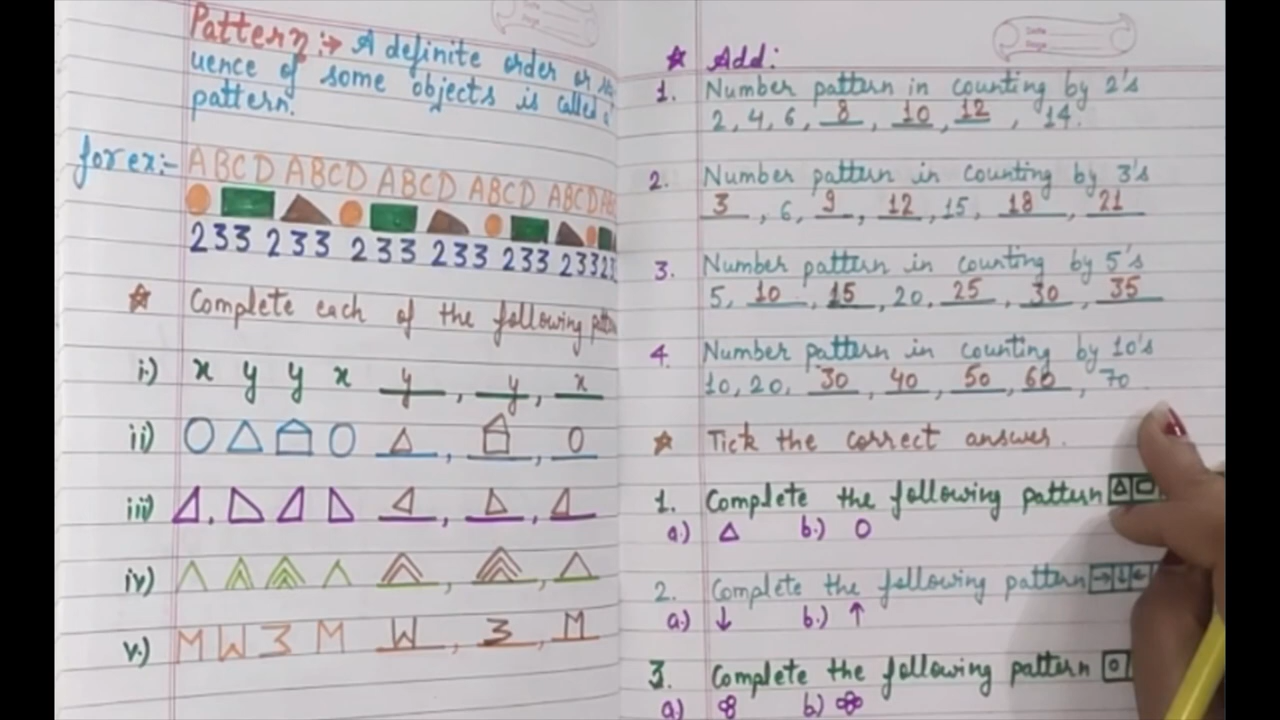 Pattern :→ A definite order or
uence of some objects is called
pattern.
for ex:- ABCD ABCD ABCD ABCD ABCD
233 233 233 233 233 233
☆ Complete each of the following
i.) x y y x y, y, x
ii)
iii)
iv)
v.) M W 3 M W, 3, M
☆ Add:
1. Number pattern in counting by 2's
2, 4, 6, 8, 10, 12, 14.
2. Number pattern in counting by 3's
3, 6, 9, 12, 15, 18, 21
3. Number pattern in counting by 5's
5, 10, 15, 20, 25, 30, 35
4. Number pattern in counting by 10's
10, 20, 30, 40, 50, 60, 70
☆ Tick the correct answer.
1. Complete the following pattern
a.) △ b.) O
2. Complete the following pattern → ↓ ←
a.) ↓ b.) ↑
3. Complete the following pattern
a.) b.)